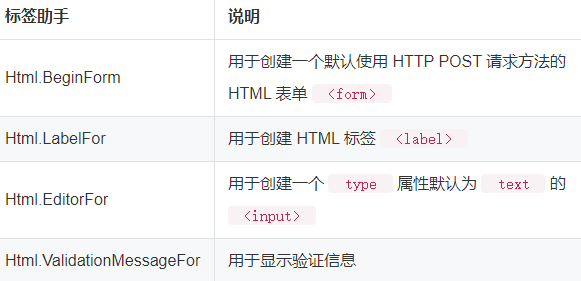 标签助手 说明
Html.BeginForm 用于创建一个默认使用 HTTP POST 请求方法的
HTML 表单 <form>
Html.LabelFor 用于创建 HTML 标签 <label>
Html.EditorFor 用于创建一个 type 属性默认为 text 的
<input>
Html.ValidationMessageFor 用于显示验证信息